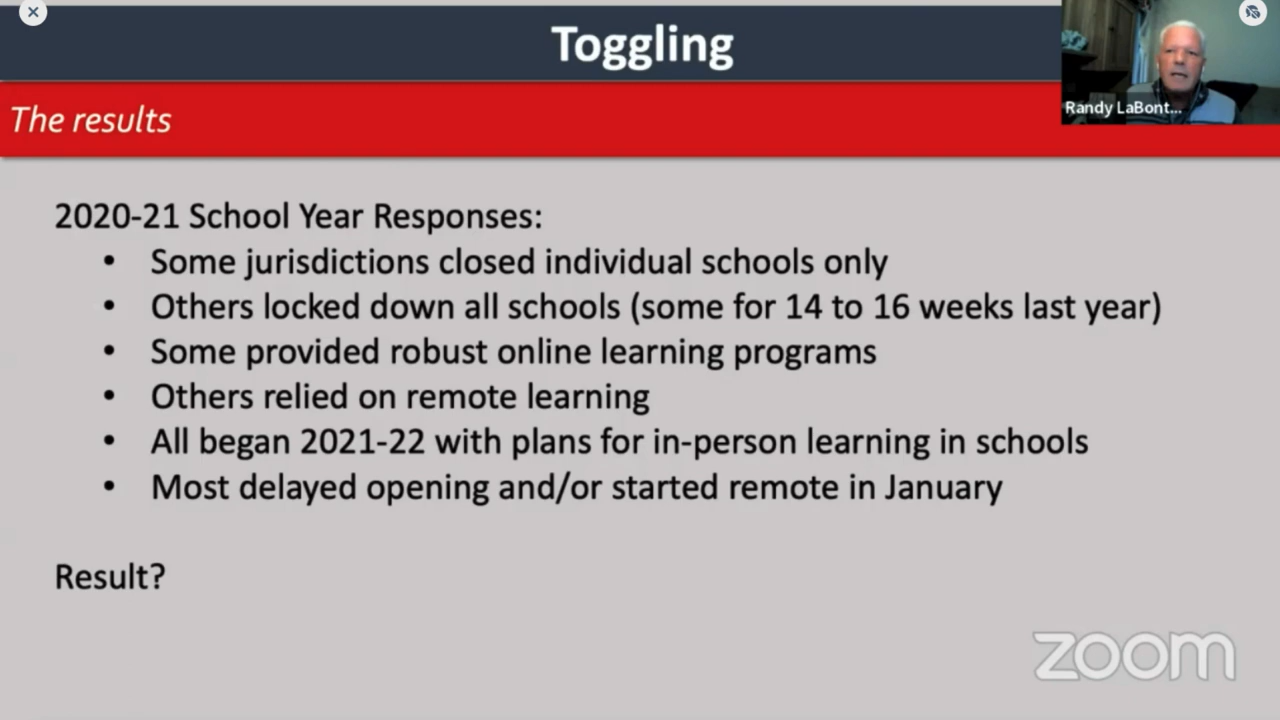 Toggling
The results
Randy LaBont...
2020-21 School Year Responses:
• Some jurisdictions closed individual schools only
• Others locked down all schools (some for 14 to 16 weeks last year)
• Some provided robust online learning programs
• Others relied on remote learning
• All began 2021-22 with plans for in-person learning in schools
• Most delayed opening and/or started remote in January
Result?
zoom